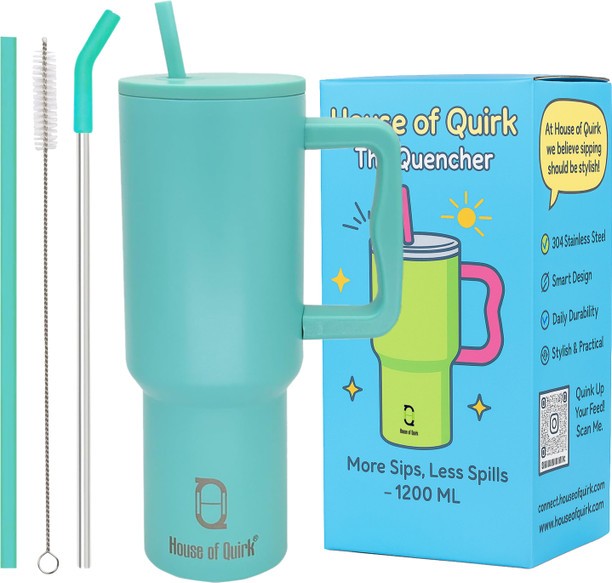 House of Quirk
The Quencher
At House of Quirk
we believe sipping
should be stylish!
304 Stainless Steel
Smart Design
Daily Durability
Stylish & Practical
Quink Up
Your Feed!
Scan Me.
House of Quirk
More Sips, Less Spills
– 1200 ML
connect.houseofquirk.com
www.houseofquirk.com
House of Quirk®